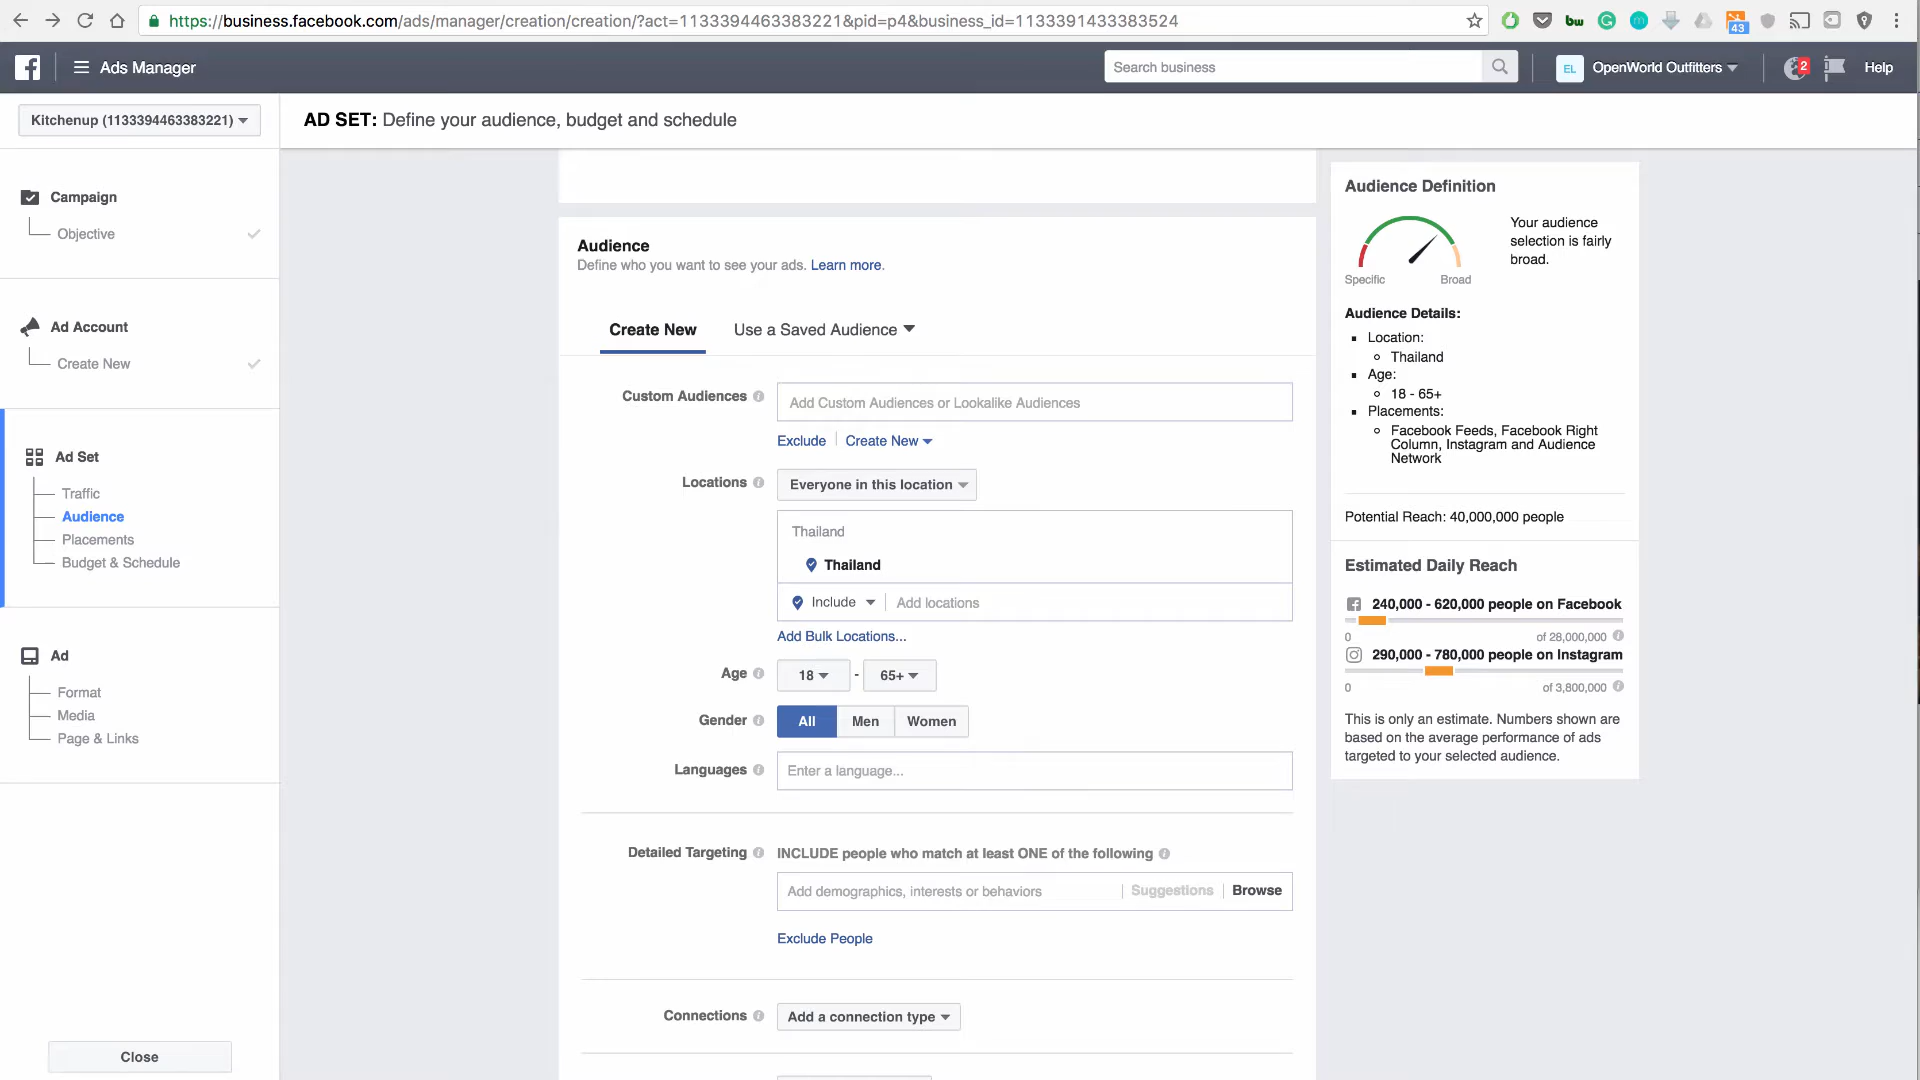 https://business.facebook.com/ads/manager/creation/creation/?act=1133394463383221&pid=p4&business_id=1133391433383524
bw
43
Ads Manager
Search business
EL
OpenWorld Outfitters
2
Help
Kitchenup (1133394463383221)
AD SET: Define your audience, budget and schedule
Campaign
Objective
Ad Account
Create New
Ad Set
Traffic
Audience
Placements
Budget & Schedule
Ad
Format
Media
Page & Links
Close
Audience
Define who you want to see your ads. Learn more.
Create New
Use a Saved Audience
Custom Audiences
Add Custom Audiences or Lookalike Audiences
Exclude
Create New
Locations
Everyone in this location
Thailand
Thailand
Include
Add locations
Add Bulk Locations...
Age
18
-
65+
Gender
All
Men
Women
Languages
Enter a language...
Detailed Targeting
INCLUDE people who match at least ONE of the following
Add demographics, interests or behaviors
Suggestions
Browse
Exclude People
Connections
Add a connection type
Audience Definition
Specific
Broad
Your audience
selection is fairly
broad.
Audience Details:
Location:
Thailand
Age:
18 - 65+
Placements:
Facebook Feeds, Facebook Right
Column, Instagram and Audience
Network
Potential Reach: 40,000,000 people
Estimated Daily Reach
240,000 - 620,000 people on Facebook
0
of 28,000,000
290,000 - 780,000 people on Instagram
0
of 3,800,000
This is only an estimate. Numbers shown are
based on the average performance of ads
targeted to your selected audience.